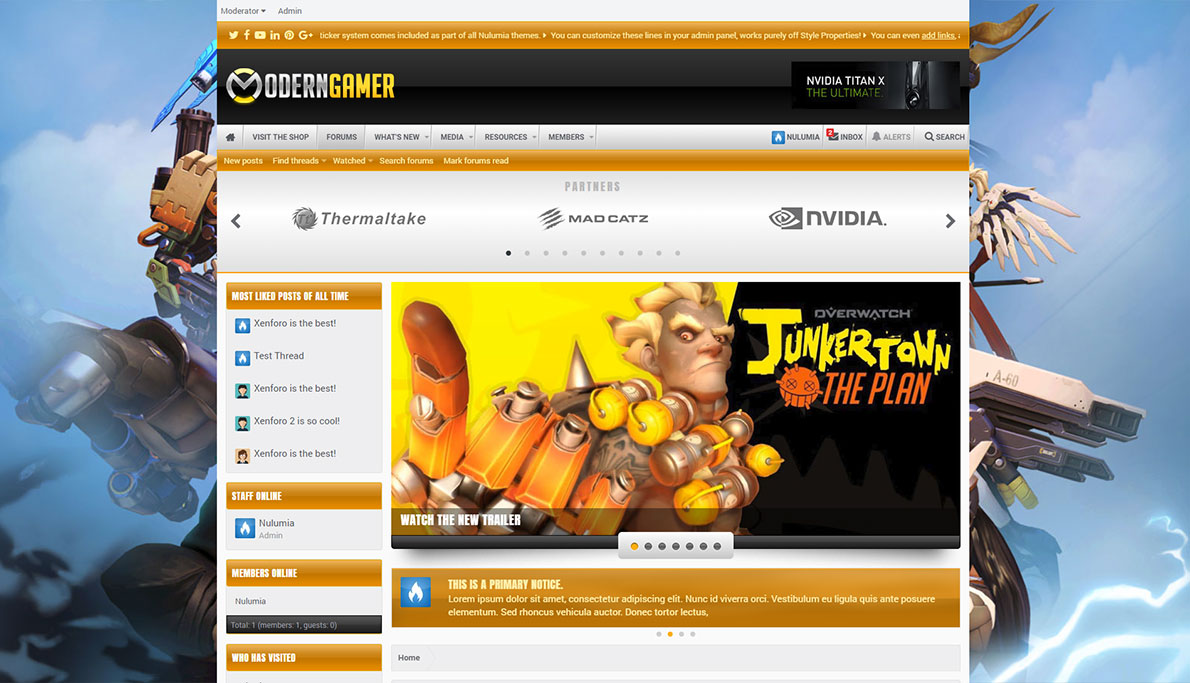 Moderator Admin
ticker system comes included as part of all Nulumia themes. You can customize these lines in your admin panel, works purely off Style Properties! You can even add links,
MODERNGAMER
NVIDIA TITAN X
THE ULTIMATE.
VISIT THE SHOP FORUMS WHAT'S NEW MEDIA RESOURCES MEMBERS NULUMIA 2 INBOX ALERTS SEARCH
New posts Find threads Watched Search forums Mark forums read
PARTNERS
Thermaltake MAD CATZ NVIDIA.
MOST LIKED POSTS OF ALL TIME
Xenforo is the best!
Test Thread
Xenforo is the best!
Xenforo 2 is so cool!
Xenforo is the best!
STAFF ONLINE
Nulumia
Admin
MEMBERS ONLINE
Nulumia
Total: 1 (members: 1, guests: 0)
WHO HAS VISITED
OVERWATCH
JUNKERTOWN
THE PLAN
WATCH THE NEW TRAILER
THIS IS A PRIMARY NOTICE.
Lorem ipsum dolor sit amet, consectetur adipiscing elit. Nunc id viverra orci. Vestibulum eu ligula quis ante posuere
elementum. Sed rhoncus vehicula auctor. Donec tortor lectus,
Home
A-60